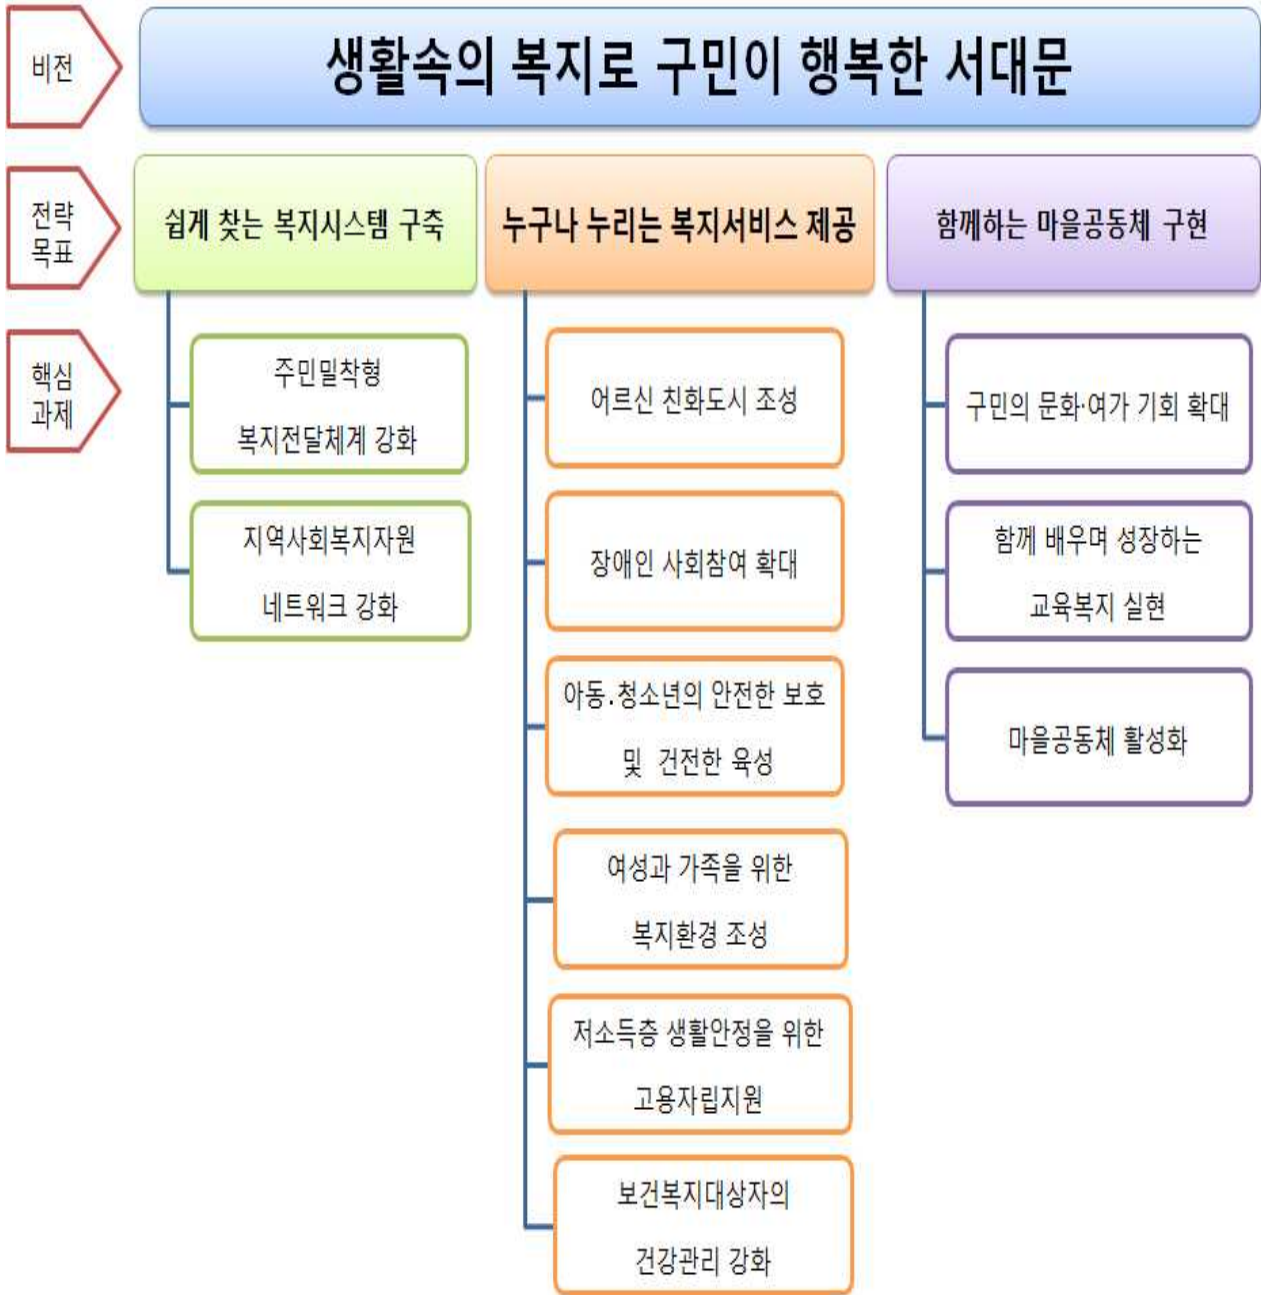 비전
생활속의 복지로 구민이 행복한 서대문
전략
목표
쉽게 찾는 복지시스템 구축
누구나 누리는 복지서비스 제공
함께하는 마을공동체 구현
핵심
과제
주민밀착형
복지전달체계 강화
지역사회복지자원
네트워크 강화
어르신 친화도시 조성
장애인 사회참여 확대
아동.청소년의 안전한 보호
및 건전한 육성
여성과 가족을 위한
복지환경 조성
저소득층 생활안정을 위한
고용자립지원
보건복지대상자의
건강관리 강화
구민의 문화·여가 기회 확대
함께 배우며 성장하는
교육복지 실현
마을공동체 활성화